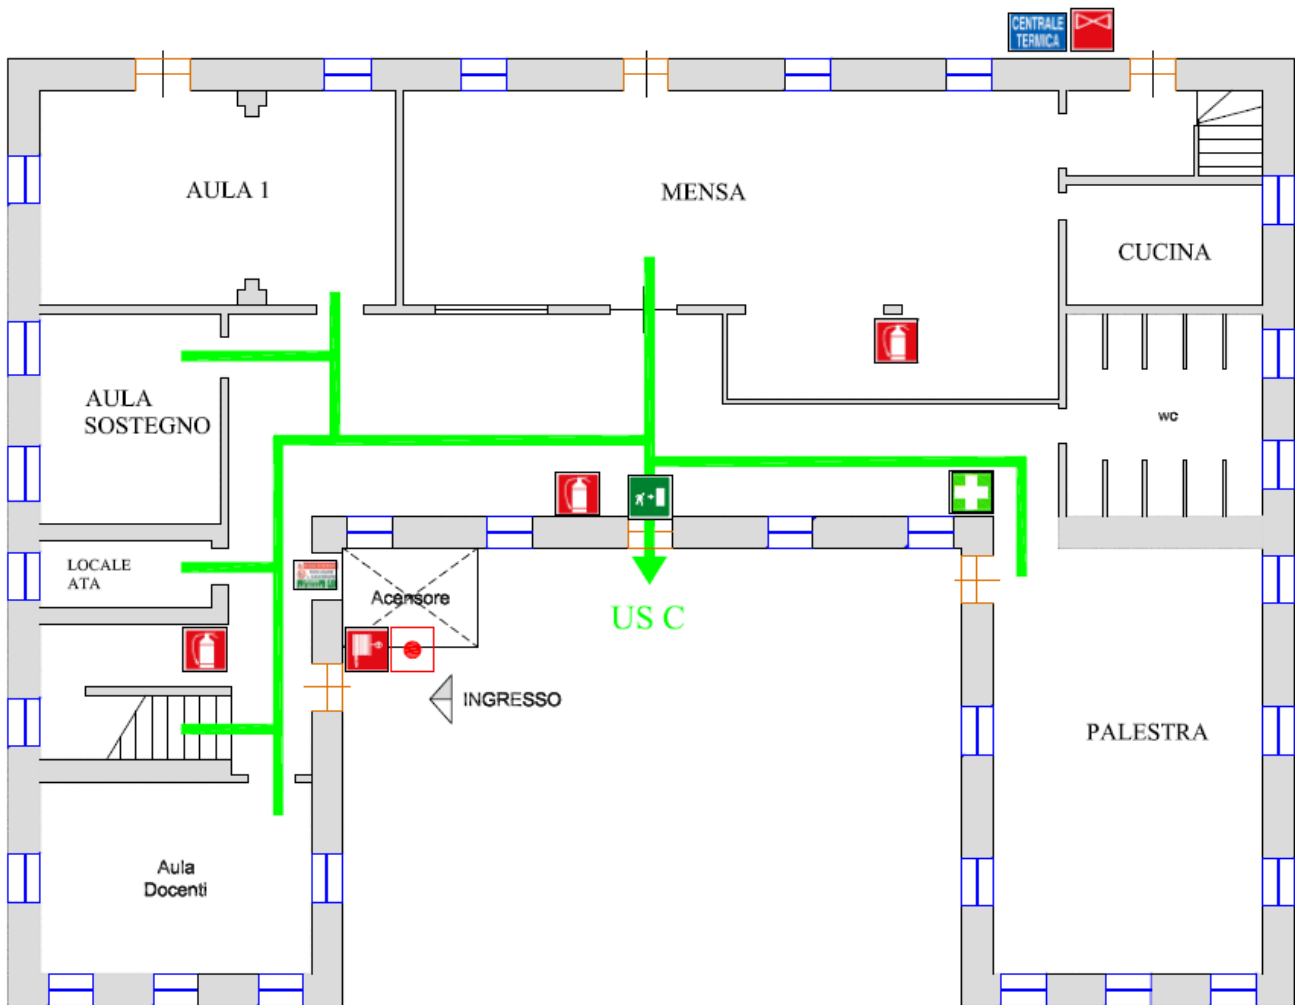 CENTRALE
TERMICA
AULA 1
MENSA
CUCINA
AULA
SOSTEGNO
wc
LOCALE
ATA
Acensore
US C
INGRESSO
PALESTRA
Aula
Docenti